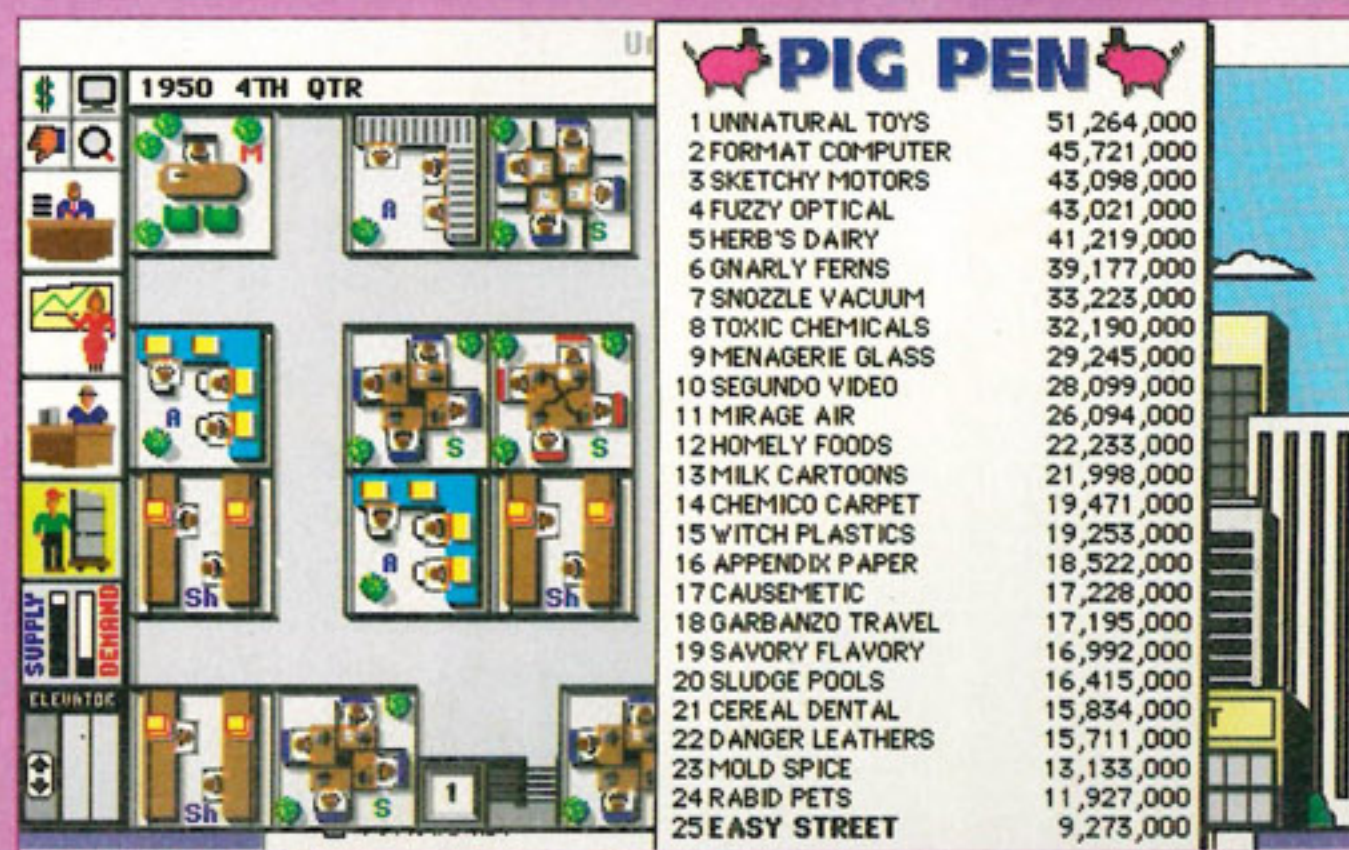 1950 4TH QTR
SUPPLY
DEMAND
ELEVATOR
M
A
S
A
S
S
Sh
A
Sh
Sh
S
1
PIG PEN
1 UNNATURAL TOYS 51,264,000
2 FORMAT COMPUTER 45,721,000
3 SKETCHY MOTORS 43,098,000
4 FUZZY OPTICAL 43,021,000
5 HERB'S DAIRY 41,219,000
6 GNARLY FERNS 39,177,000
7 SNOZZLE VACUUM 33,223,000
8 TOXIC CHEMICALS 32,190,000
9 MENAGERIE GLASS 29,245,000
10 SEGUNDO VIDEO 28,099,000
11 MIRAGE AIR 26,094,000
12 HOMELY FOODS 22,233,000
13 MILK CARTOONS 21,998,000
14 CHEMICO CARPET 19,471,000
15 WITCH PLASTICS 19,253,000
16 APPENDIX PAPER 18,522,000
17 CAUSEMETIC 17,228,000
18 GARBANZO TRAVEL 17,195,000
19 SAVORY FLAVORY 16,992,000
20 SLUDGE POOLS 16,415,000
21 CEREAL DENTAL 15,834,000
22 DANGER LEATHERS 15,711,000
23 MOLD SPICE 13,133,000
24 RABID PETS 11,927,000
25 EASY STREET 9,273,000
T